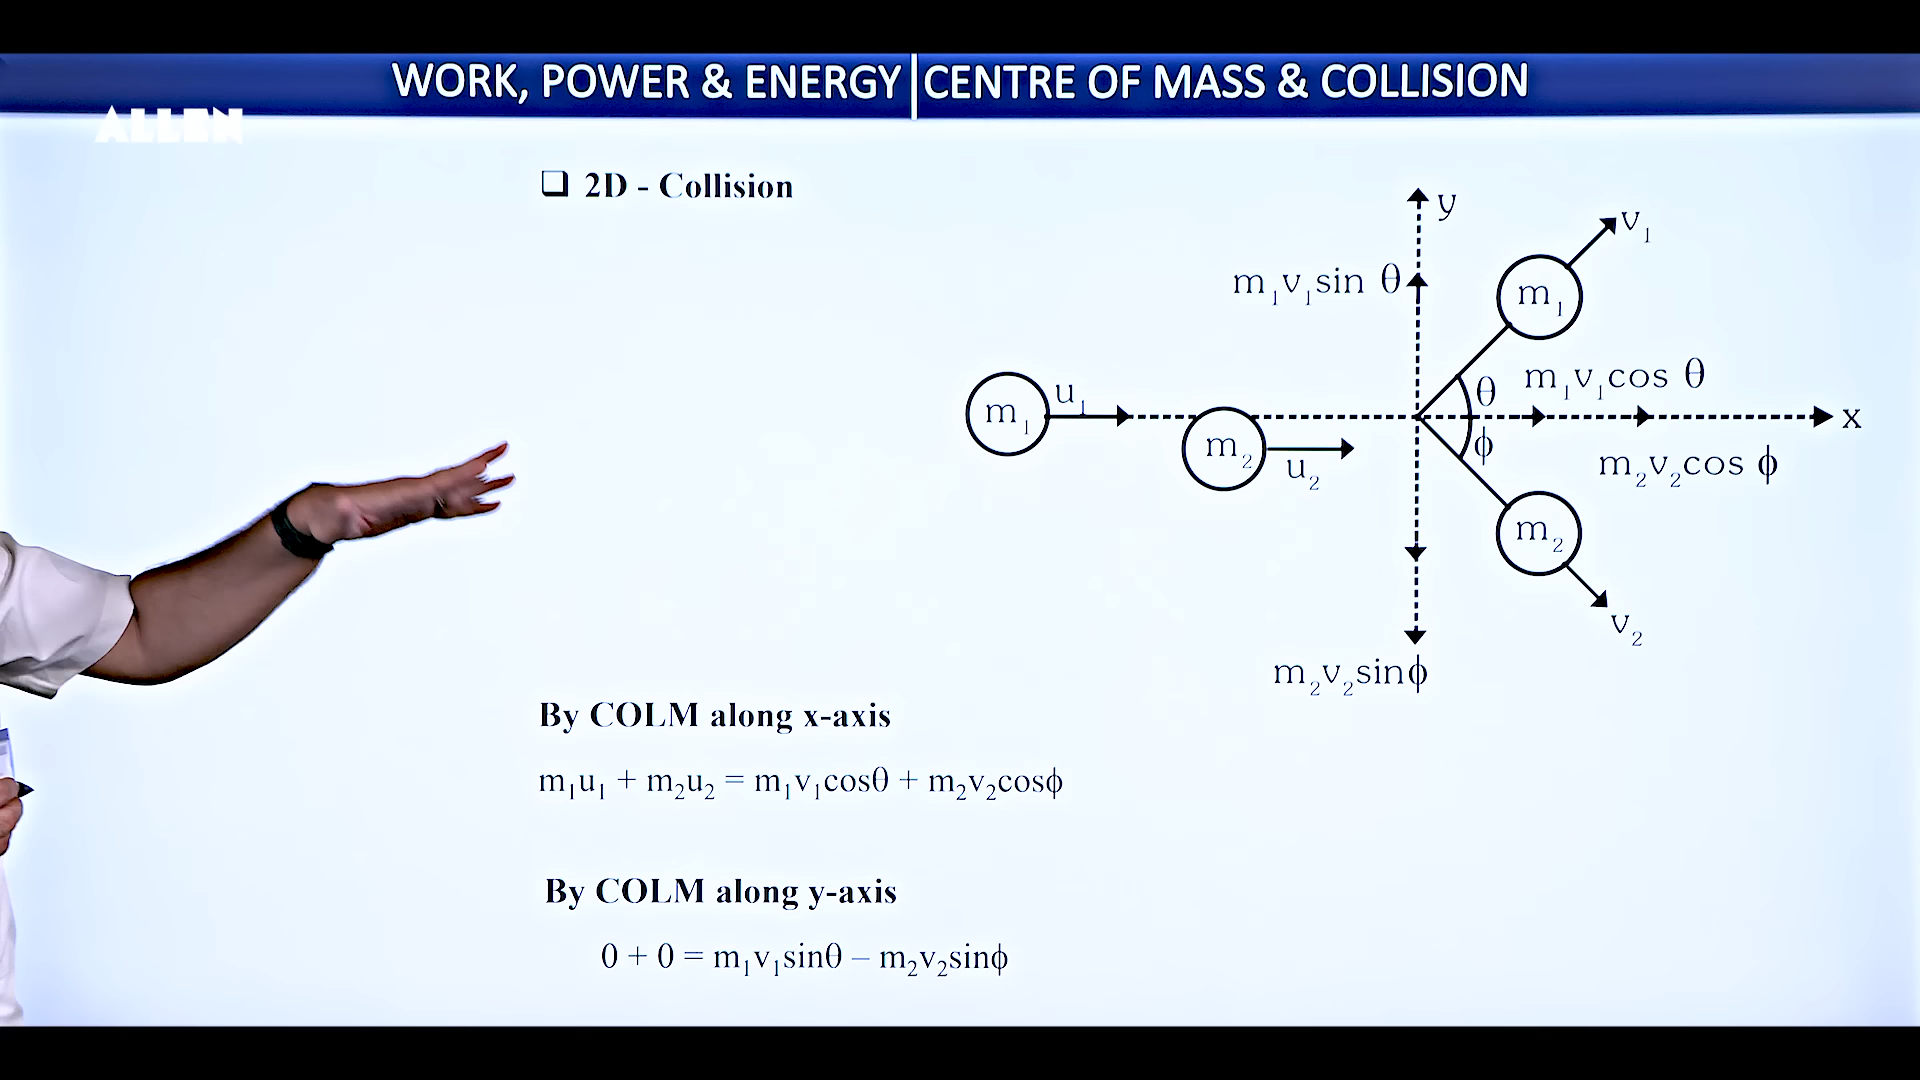 WORK, POWER & ENERGY | CENTRE OF MASS & COLLISION
ALLEN
❑ 2D - Collision
y
v₁
m₁
m₁v₁sin θ
θ
m₁v₁cos θ
m₁
u₁
x
m₂
u₂
ϕ
m₂v₂cos ϕ
m₂
v₂
m₂v₂sinϕ
By COLM along x-axis
m₁u₁ + m₂u₂ = m₁v₁cosθ + m₂v₂cosϕ
By COLM along y-axis
0 + 0 = m₁v₁sinθ – m₂v₂sinϕ